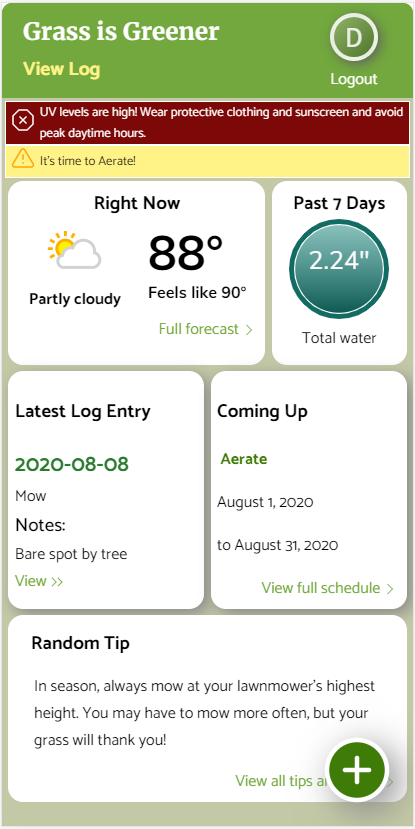 Grass is Greener
D
View Log
Logout
UV levels are high! Wear protective clothing and sunscreen and avoid
peak daytime hours.
It's time to Aerate!
Right Now
Partly cloudy
88°
Feels like 90°
Full forecast
Past 7 Days
2.24"
Total water
Latest Log Entry
2020-08-08
Mow
Notes:
Bare spot by tree
View >>
Coming Up
Aerate
August 1, 2020
to August 31, 2020
View full schedule
Random Tip
In season, always mow at your lawnmower's highest
height. You may have to mow more often, but your
grass will thank you!
View all tips